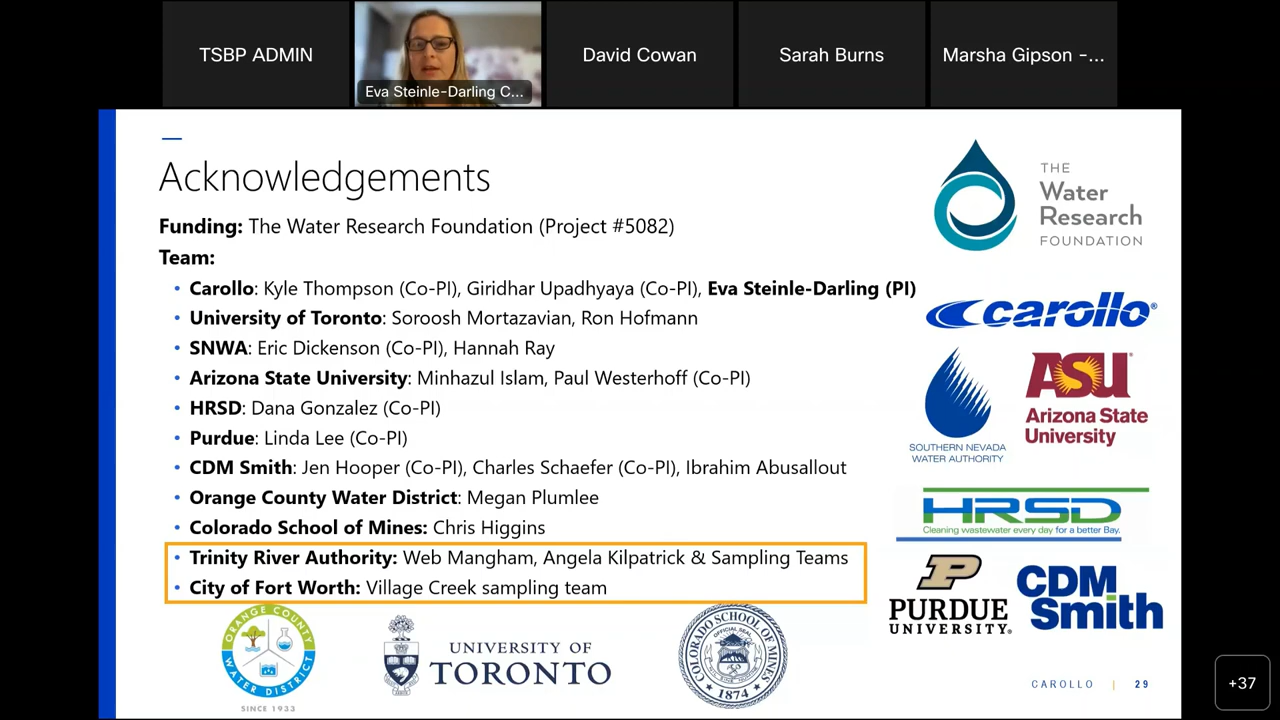 TSBP ADMIN
Eva Steinle-Darling C...
David Cowan
Sarah Burns
Marsha Gipson -...
Acknowledgements
Funding: The Water Research Foundation (Project #5082)
Team:
• Carollo: Kyle Thompson (Co-PI), Giridhar Upadhyaya (Co-PI), Eva Steinle-Darling (PI)
• University of Toronto: Soroosh Mortazavian, Ron Hofmann
• SNWA: Eric Dickenson (Co-PI), Hannah Ray
• Arizona State University: Minhazul Islam, Paul Westerhoff (Co-PI)
• HRSD: Dana Gonzalez (Co-PI)
• Purdue: Linda Lee (Co-PI)
• CDM Smith: Jen Hooper (Co-PI), Charles Schaefer (Co-PI), Ibrahim Abusallout
• Orange County Water District: Megan Plumlee
• Colorado School of Mines: Chris Higgins
• Trinity River Authority: Web Mangham, Angela Kilpatrick & Sampling Teams
• City of Fort Worth: Village Creek sampling team
THE
Water
Research
FOUNDATION
carollo®
SOUTHERN NEVADA
WATER AUTHORITY
ASU®
Arizona State
University
HRSD
Cleaning wastewater every day for a better Bay.
P
PURDUE
UNIVERSITY®
CDM
Smith
ORANGE COUNTY
WATER DISTRICT
SINCE 1933
UNIVERSITY OF
TORONTO
COLORADO SCHOOL OF MINES
OFFICIAL SEAL
1874
CAROLLO | 29
+37